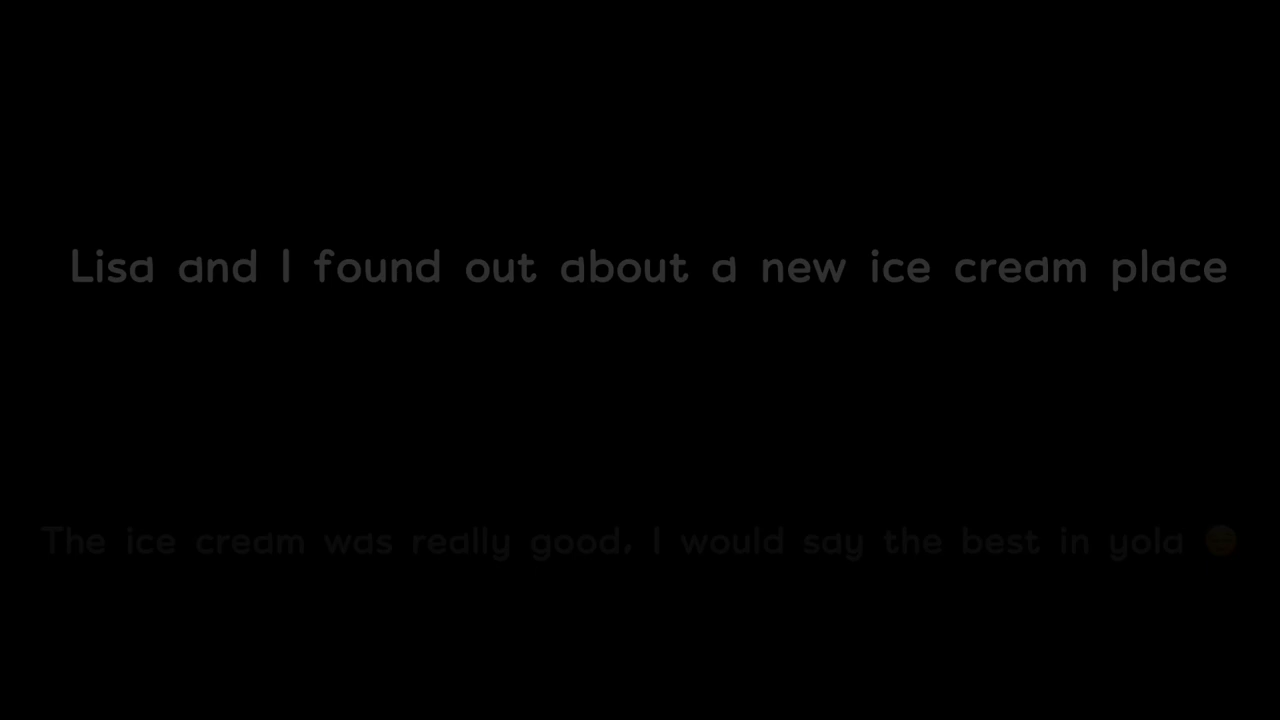 Lisa and I found out about a new ice cream place
The ice cream was really good. I would say the best in yola 😄